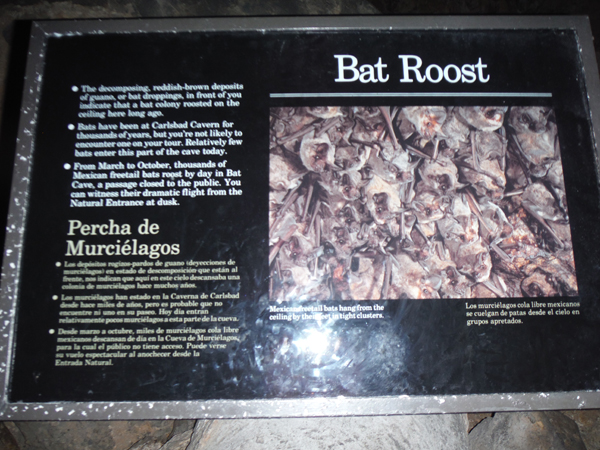 Bat Roost
The decomposing, reddish-brown deposits
of guano, or bat droppings, in front of you
indicate that a bat colony roosted on the
ceiling here long ago.
Bats have been at Carlsbad Cavern for
thousands of years, but you're not likely to
encounter one on your tour. Relatively few
bats enter this part of the cave today.
From March to October, thousands of
Mexican freetail bats roost by day in Bat
Cave, a passage closed to the public. You
can witness their dramatic flight from the
Natural Entrance at dusk.
Percha de
Murciélagos
Los depósitos rogizos-pardos de guano (deyecciones de
murciélagos) en estado de descomposición que están al
frente, nos indican que aquí en este cielo descansaba una
colonia de murciélagos hace muchos años.
Los murciélagos han estado en la Caverna de Carlsbad
desde hace miles de años, pero es probable que no
encuentre ni uno en su paseo. Hoy día entran
relativamente pocos murciélagos a esta parte de la cueva.
Desde marzo a octubre, miles de murciélagos cola libre
mexicanos descansan de día en la Cueva de Murciélagos,
para la cual el público no tiene acceso. Puede verse
su vuelo espectacular al anochecer desde la
Entrada Natural.
Mexican freetail bats hang from the
ceiling by their feet in tight clusters.
Los murciélagos cola libre mexicanos
se cuelgan de patas desde el cielo en
grupos apretados.